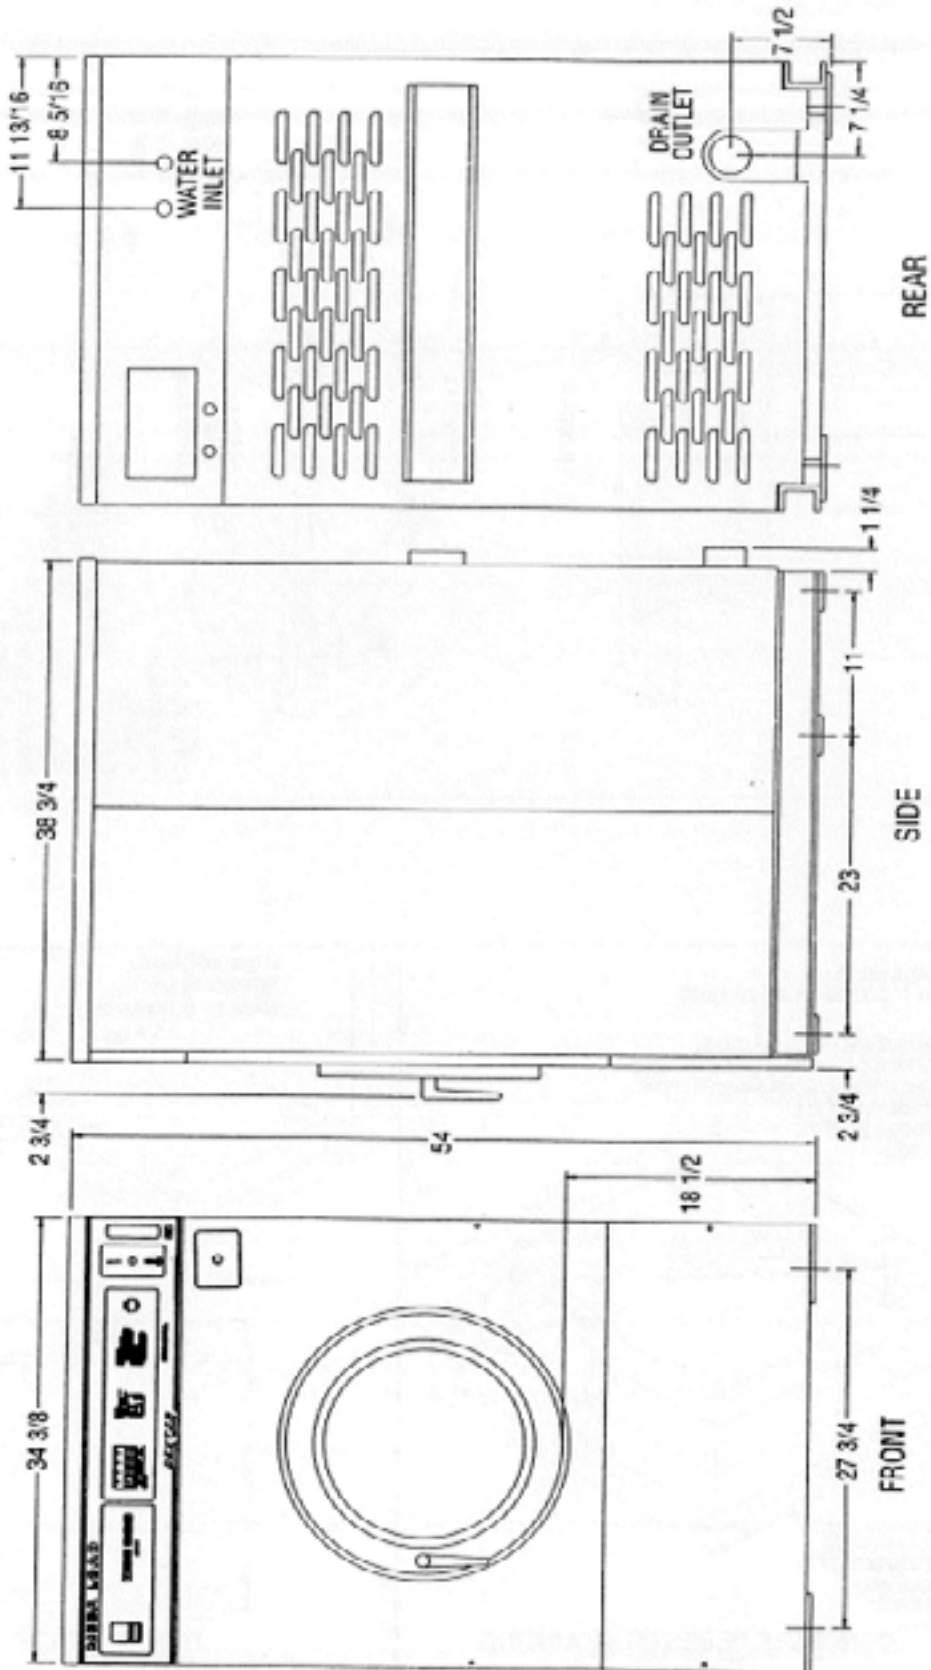 34 3/8
LOAD
18 1/2
54
27 3/4
FRONT
2 3/4
38 3/4
2 3/4
23
11
1 1/4
SIDE
11 13/16
8 5/16
WATER
INLET
DRAIN
OUTLET
7 1/2
7 1/4
REAR